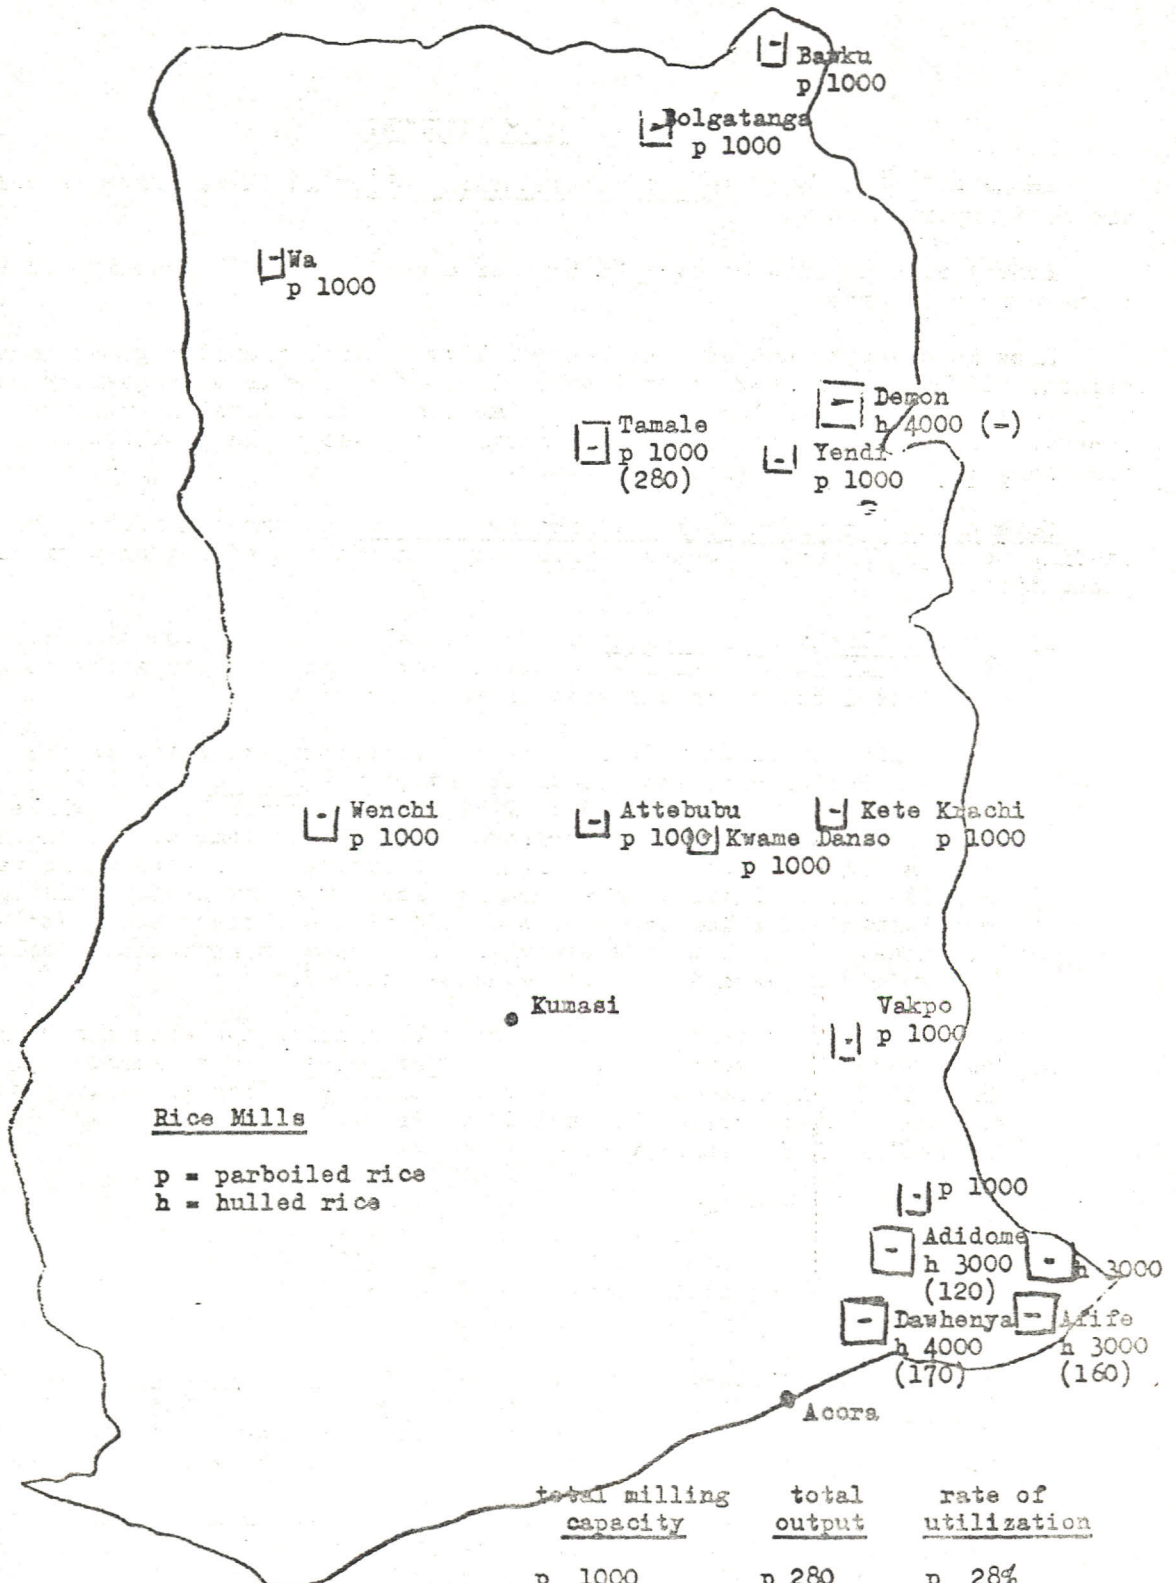 Bawku
p 1000
Bolgatanga
p 1000
Wa
p 1000
Demon
h 4000 (-)
Tamale
p 1000
(280)
Yendi
p 1000
Wenchi
p 1000
Attebubu
p 1000
Kwame Danso
p 1000
Kete Krachi
p 1000
Kumasi
Vakpo
p 1000
Rice Mills
p = parboiled rice
h = hulled rice
p 1000
Adidome
h 3000
(120)
h 3000
Dawhenya
h 4000
(170)
Afife
h 3000
(160)
Accra
total milling capacity
total output
rate of utilization
p 1000 p 280 p 28%